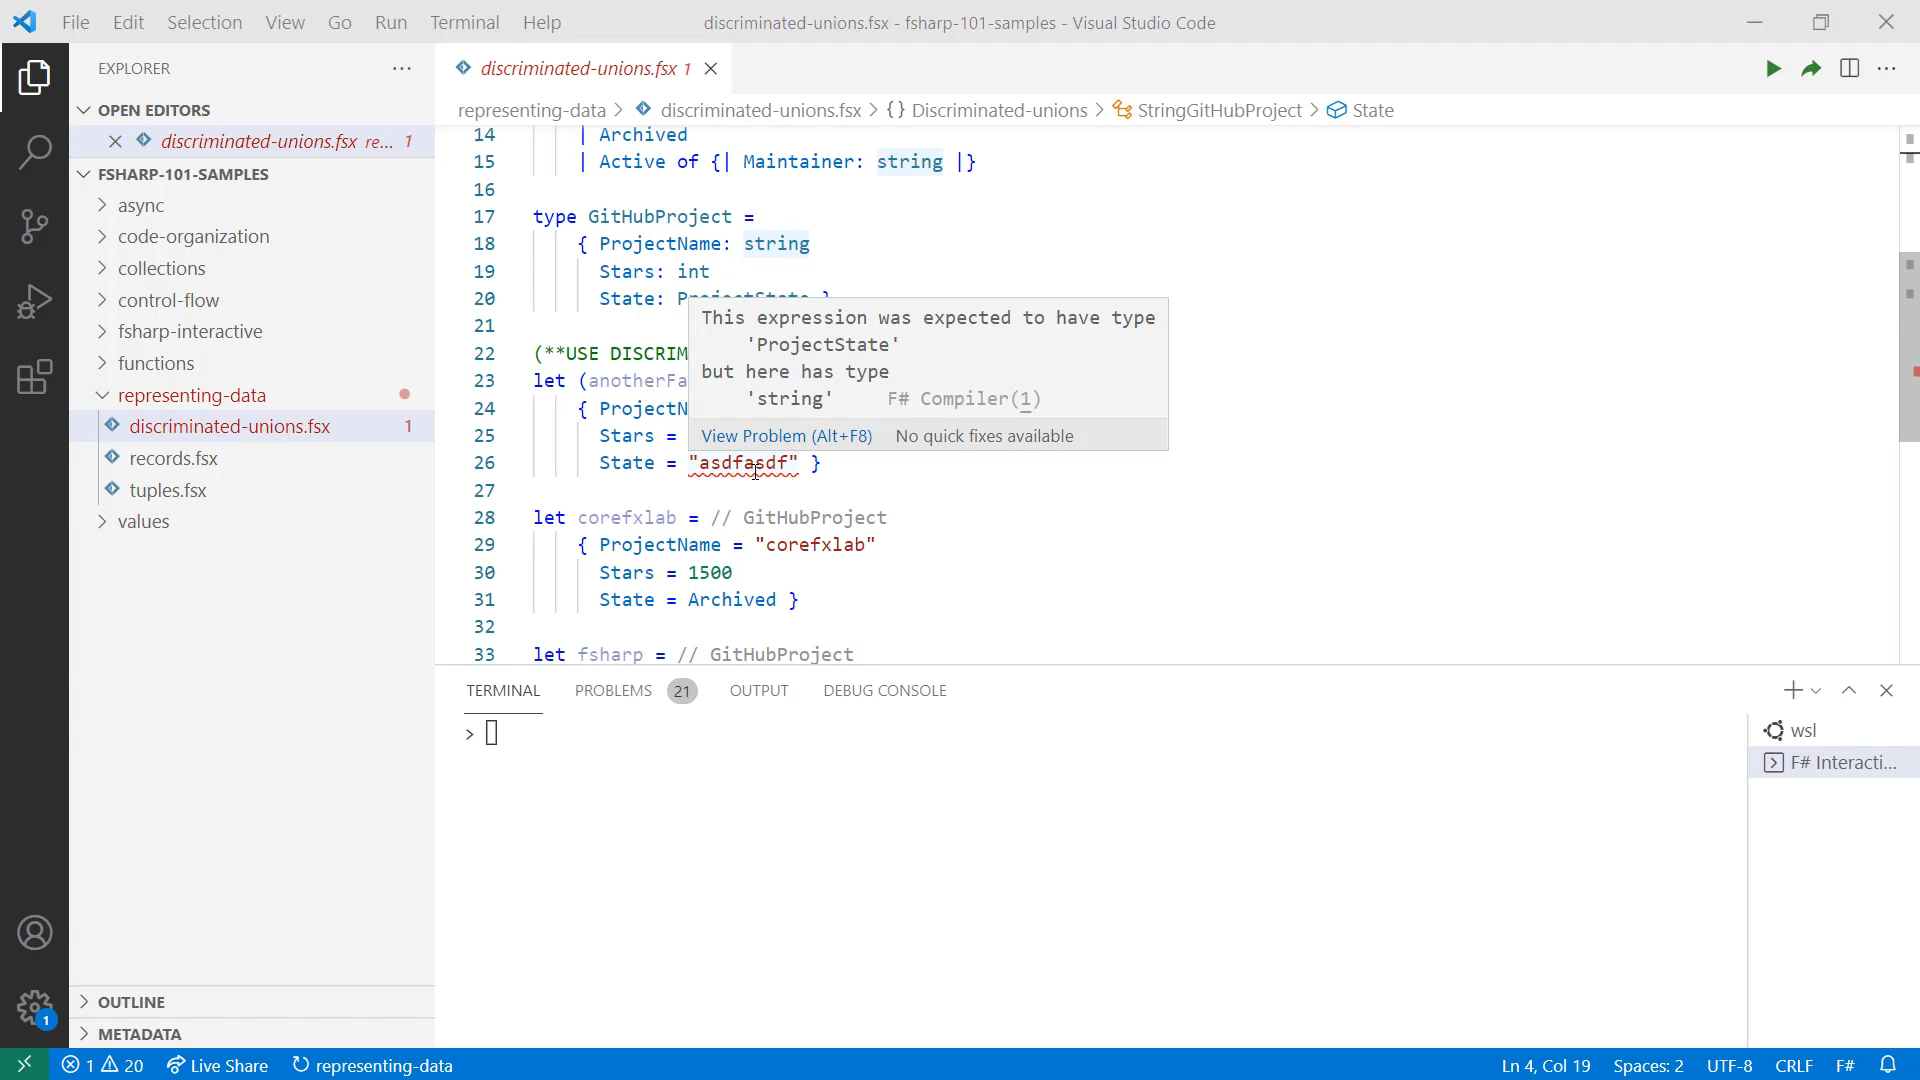 File Edit Selection View Go Run Terminal Help
discriminated-unions.fsx - fsharp-101-samples - Visual Studio Code
EXPLORER
OPEN EDITORS
discriminated-unions.fsx re... 1
FSHARP-101-SAMPLES
async
code-organization
collections
control-flow
fsharp-interactive
functions
representing-data
discriminated-unions.fsx 1
records.fsx
tuples.fsx
values
OUTLINE
METADATA
discriminated-unions.fsx 1
representing-data > discriminated-unions.fsx > {} Discriminated-unions > StringGitHubProject > State
14 | Archived
15 | Active of {| Maintainer: string |}
16
17 type GitHubProject =
18 { ProjectName: string
19 Stars: int
20 State: ProjectState }
21
22 (**USE DISCRIM
23 let (anotherFa
24 { ProjectN
25 Stars =
26 State = "asdfasdf" }
27
28 let corefxlab = // GitHubProject
29 { ProjectName = "corefxlab"
30 Stars = 1500
31 State = Archived }
32
33 let fsharp = // GitHubProject
This expression was expected to have type
'ProjectState'
but here has type
'string' F# Compiler(1)
View Problem (Alt+F8) No quick fixes available
TERMINAL PROBLEMS 21 OUTPUT DEBUG CONSOLE
>
wsl
F# Interacti...
1
1 20 Live Share representing-data
Ln 4, Col 19 Spaces: 2 UTF-8 CRLF F#